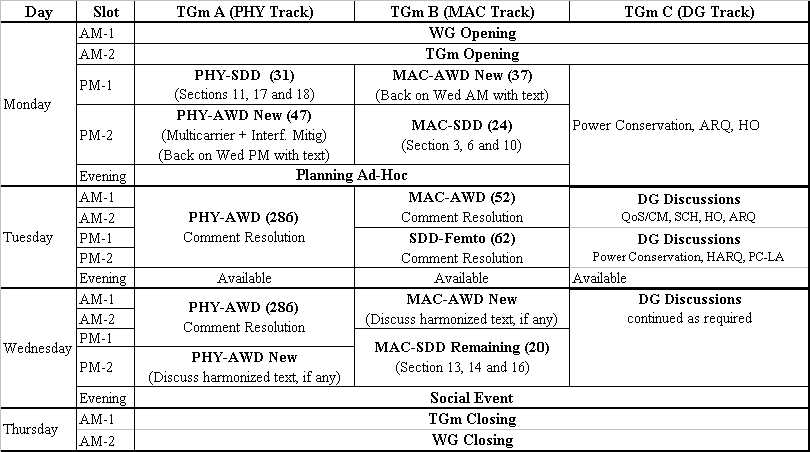 Day Slot TGm A (PHY Track) TGm B (MAC Track) TGm C (DG Track)
Monday
AM-1 WG Opening
AM-2 TGm Opening
PM-1 PHY-SDD (31) MAC-AWD New (37)
(Sections 11, 17 and 18) (Back on Wed AM with text)
Power Conservation, ARQ, HO
PM-2 PHY-AWD New (47) MAC-SDD (24)
(Multicarrier + Interf. Mitig) (Section 3, 6 and 10)
(Back on Wed PM with text)
Evening Planning Ad-Hoc
Tuesday
AM-1 MAC-AWD (52) DG Discussions
AM-2 PHY-AWD (286) Comment Resolution QoS/CM, SCH, HO, ARQ
Comment Resolution
PM-1 SDD-Femto (62) DG Discussions
PM-2 Comment Resolution Power Conservation, HARQ, PC-LA
Evening Available Available Available
Wednesday
AM-1 PHY-AWD (286) MAC-AWD New DG Discussions
AM-2 Comment Resolution (Discuss harmonized text, if any) continued as required
PM-1 MAC-SDD Remaining (20)
PM-2 PHY-AWD New (Section 13, 14 and 16)
(Discuss harmonized text, if any)
Evening Social Event
Thursday
AM-1 TGm Closing
AM-2 WG Closing